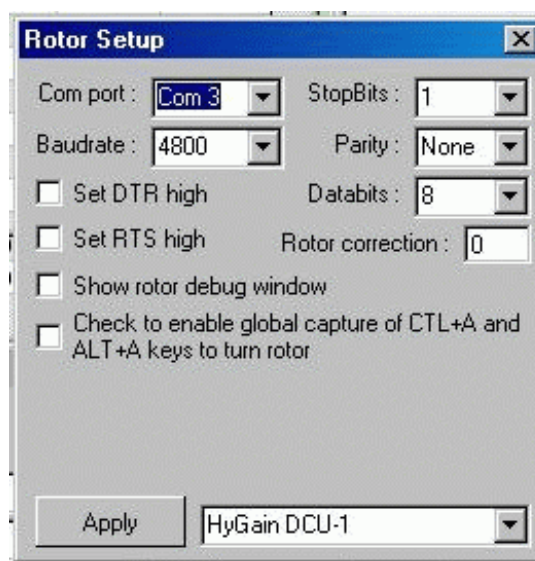 Rotor Setup
Com port : Com 3 StopBits : 1
Baudrate : 4800 Parity : None
Set DTR high Databits : 8
Set RTS high Rotor correction : 0
Show rotor debug window
Check to enable global capture of CTL+A and
ALT+A keys to turn rotor
Apply HyGain DCU-1